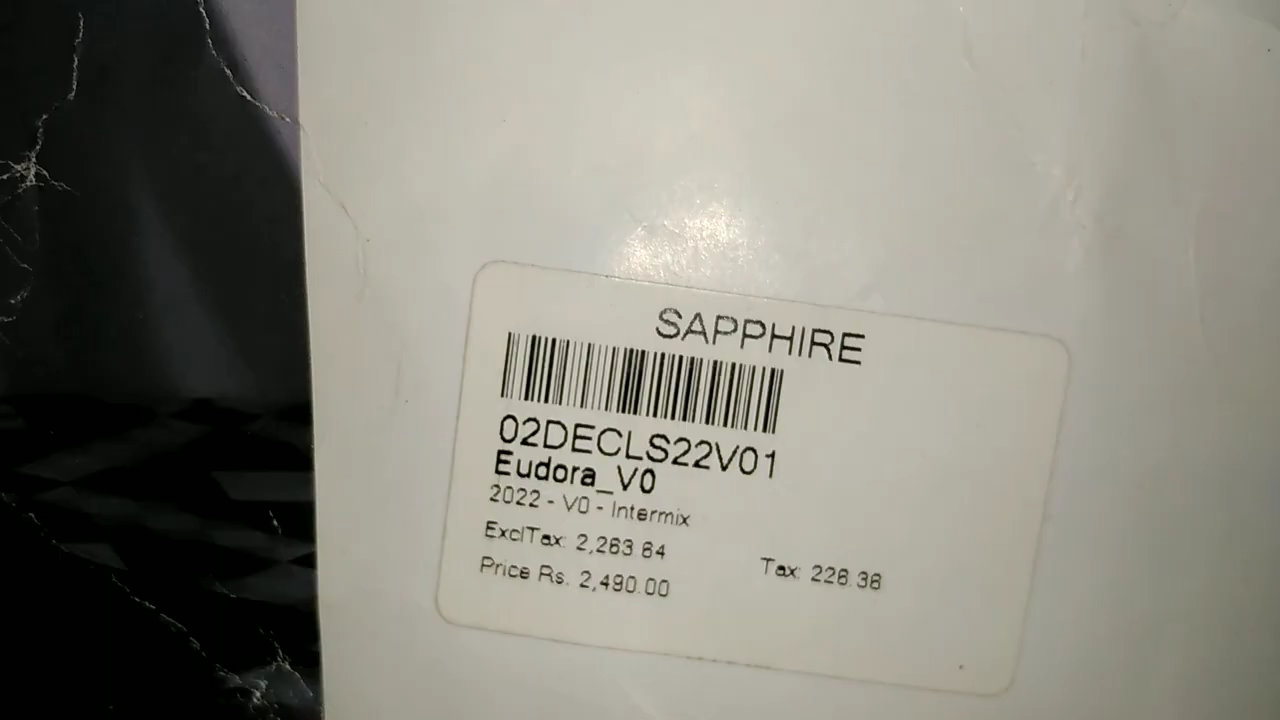 SAPPHIRE
02DECLS22V01
Eudora_V0
2022 - V0 - Intermix
ExclTax: 2,263.64 Tax: 226.36
Price Rs. 2,490.00